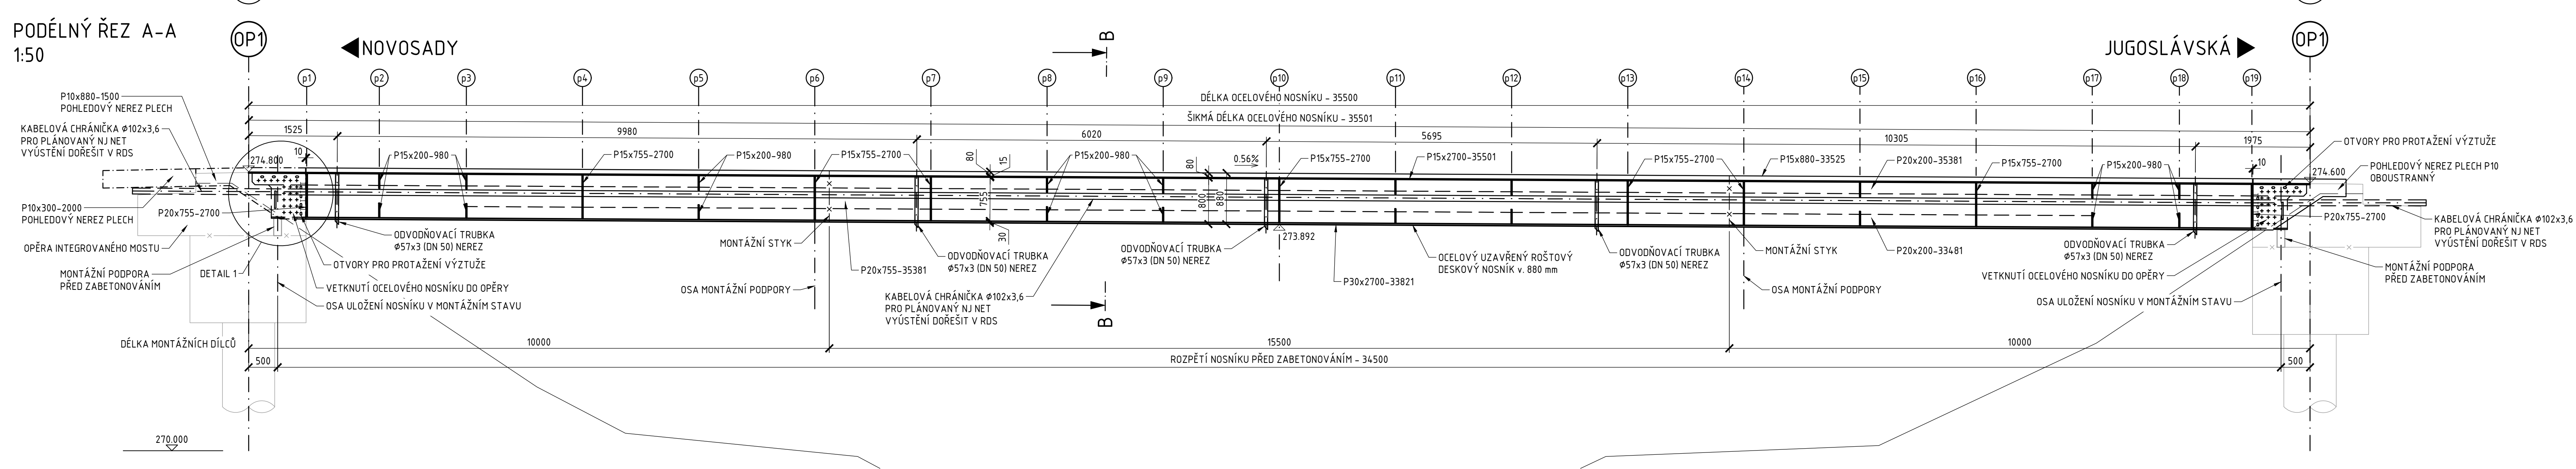 PODÉLNÝ ŘEZ A-A
1:50
OP1
NOVOSADY
B
JUGOSLÁVSKÁ
OP1
p1
p2
p3
p4
p5
p6
p7
p8
p9
p10
p11
p12
p13
p14
p15
p16
p17
p18
p19
DÉLKA OCELOVÉHO NOSNÍKU - 35500
ŠIKMÁ DÉLKA OCELOVÉHO NOSNÍKU - 35501
1525
9980
6020
5695
10305
1975
P10x880-1500
POHLEDOVÝ NEREZ PLECH
KABELOVÁ CHRÁNIČKA Φ102x3,6
PRO PLÁNOVANÝ NJ NET
VYÚSTĚNÍ DOŘEŠIT V RDS
274.800
10
P15x200-980
P15x755-2700
P15x200-980
P15x755-2700
80
15
P15x200-980
80
0.56%
P15x755-2700
P15x2700-35501
P15x755-2700
P15x880-33525
P20x200-35381
P15x755-2700
P15x200-980
10
OTVORY PRO PROTAŽENÍ VÝZTUŽE
POHLEDOVÝ NEREZ PLECH P10
OBOUSTRANNÝ
274.600
755
800
880
30
P10x300-2000
POHLEDOVÝ NEREZ PLECH
P20x755-2700
OPĚRA INTEGROVANÉHO MOSTU
MONTÁŽNÍ PODPORA
PŘED ZABETONOVÁNÍM
DETAIL 1
ODVODŇOVACÍ TRUBKA
Φ57x3 (DN 50) NEREZ
OTVORY PRO PROTAŽENÍ VÝZTUŽE
VETKNUTÍ OCELOVÉHO NOSNÍKU DO OPĚRY
OSA ULOŽENÍ NOSNÍKU V MONTÁŽNÍM STAVU
MONTÁŽNÍ STYK
OSA MONTÁŽNÍ PODPORY
P20x755-35381
ODVODŇOVACÍ TRUBKA
Φ57x3 (DN 50) NEREZ
KABELOVÁ CHRÁNIČKA Φ102x3,6
PRO PLÁNOVANÝ NJ NET
VYÚSTĚNÍ DOŘEŠIT V RDS
B
ODVODŇOVACÍ TRUBKA
Φ57x3 (DN 50) NEREZ
273.892
P30x2700-33821
OCELOVÝ UZAVŘENÝ ROŠTOVÝ
DESKOVÝ NOSNÍK v. 880 mm
ODVODŇOVACÍ TRUBKA
Φ57x3 (DN 50) NEREZ
MONTÁŽNÍ STYK
OSA MONTÁŽNÍ PODPORY
P20x200-33481
ODVODŇOVACÍ TRUBKA
Φ57x3 (DN 50) NEREZ
VETKNUTÍ OCELOVÉHO NOSNÍKU DO OPĚRY
OSA ULOŽENÍ NOSNÍKU V MONTÁŽNÍM STAVU
P20x755-2700
KABELOVÁ CHRÁNIČKA Φ102x3,6
PRO PLÁNOVANÝ NJ NET
VYÚSTĚNÍ DOŘEŠIT V RDS
MONTÁŽNÍ PODPORA
PŘED ZABETONOVÁNÍM
DÉLKA MONTÁŽNÍCH DÍLCŮ
10000
15500
10000
500
ROZPĚTÍ NOSNÍKU PŘED ZABETONOVÁNÍM - 34500
500
270.000